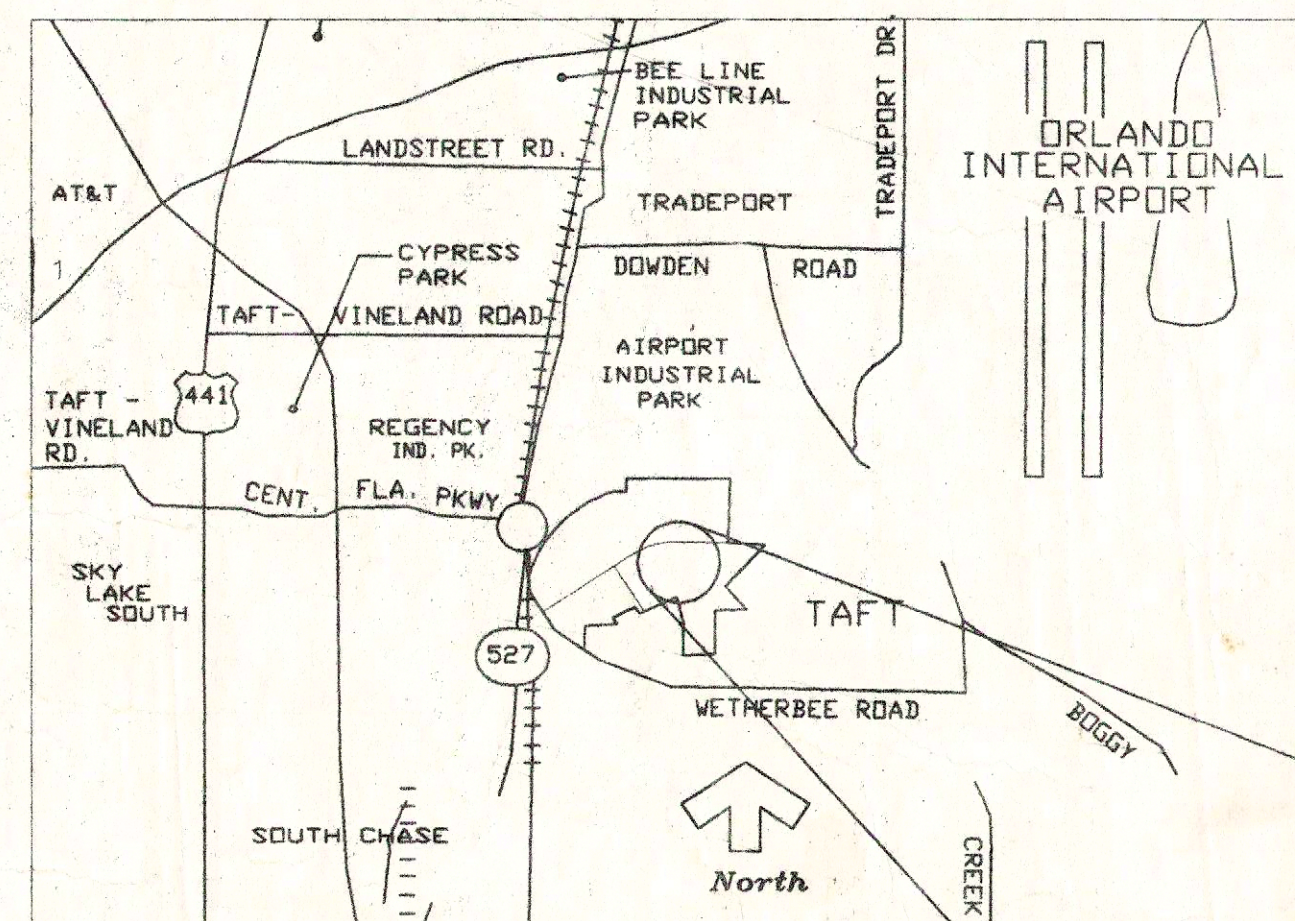 BEE LINE
INDUSTRIAL
PARK
TRADEPORT DR.
ORLANDO
INTERNATIONAL
AIRPORT
LANDSTREET RD.
AT&T
TRADEPORT
1
CYPRESS
PARK
DOWDEN ROAD
TAFT- VINELAND ROAD
AIRPORT
INDUSTRIAL
PARK
441
TAFT -
VINELAND
RD.
REGENCY
IND. PK.
CENT. FLA. PKWY
SKY
LAKE
SOUTH
TAFT
527
WETHERBEE ROAD
BOGGY
SOUTH CHASE
CREEK
North